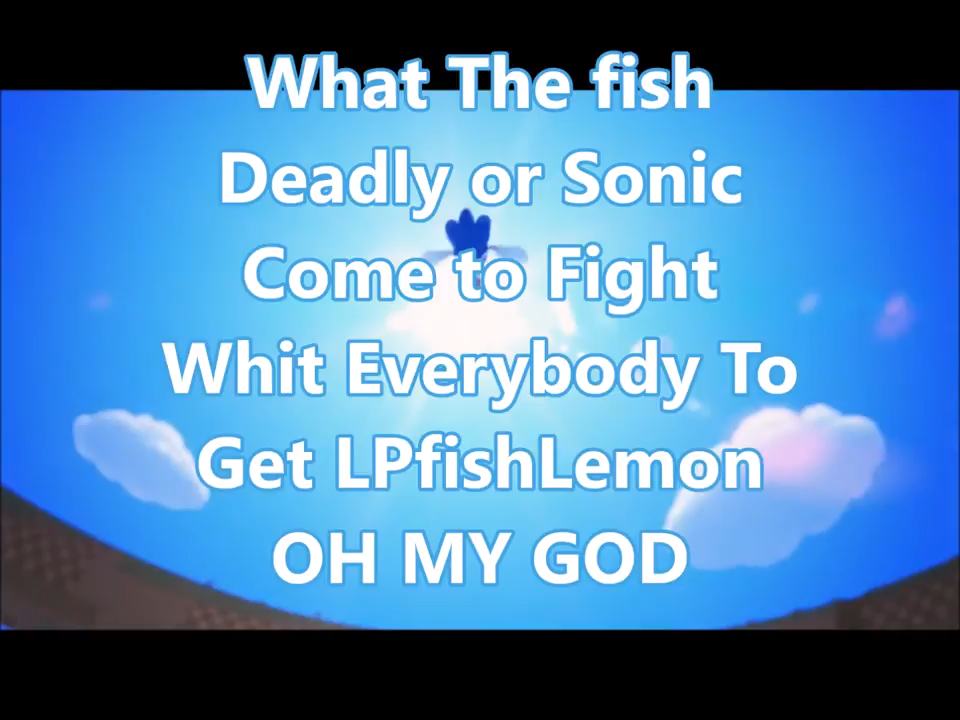 What The fish
Deadly or Sonic
Come to Fight
Whit Everybody To
Get LPfishLemon
OH MY GOD